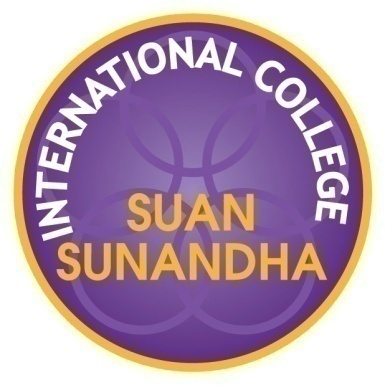 INTERNATIONAL COLLEGE
SUAN
SUNANDHA